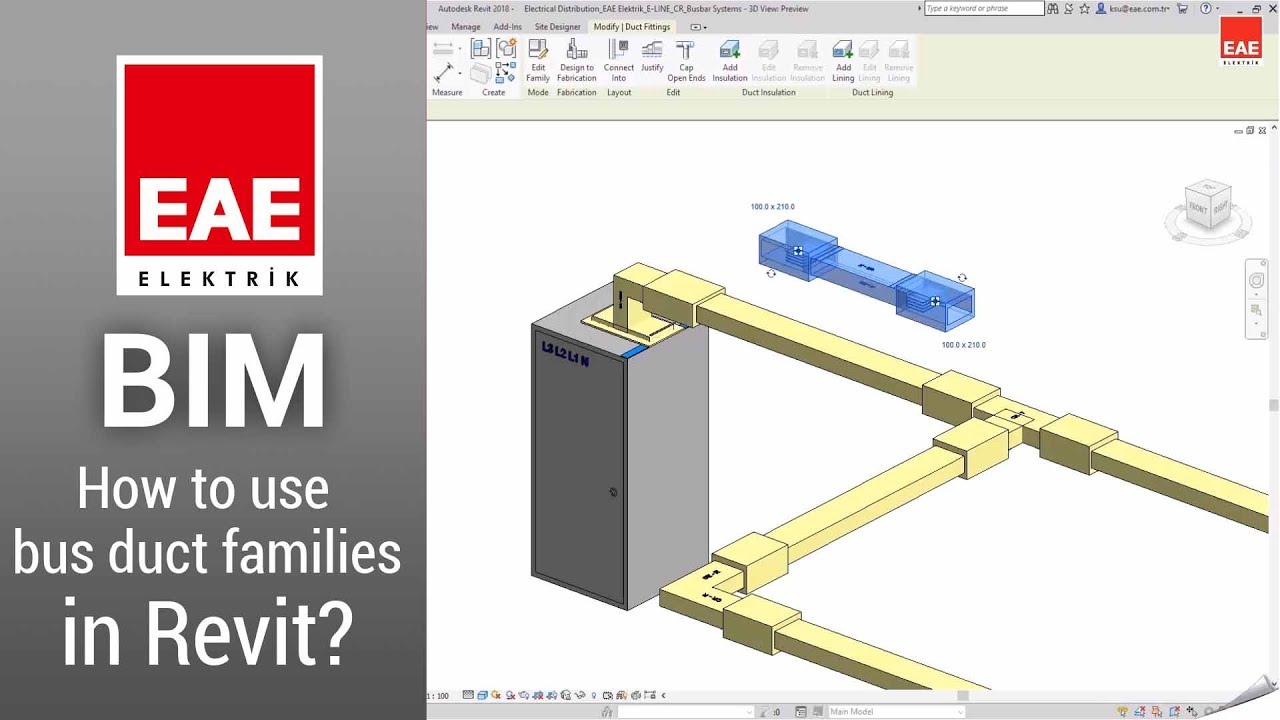 EAE
ELEKTRİK
BIM
How to use
bus duct families
in Revit?
Autodesk Revit 2018 - Electrical Distribution_EAE Elektrik_E-LINE_CR_Busbar Systems - 3D View: Preview
Type a keyword or phrase
ksu@eae.com.tr
iew Manage Add-Ins Site Designer Modify | Duct Fittings
Edit Family
Design to Fabrication
Connect Into
Justify
Cap Open Ends
Add Insulation
Edit Insulation
Remove Insulation
Add Lining
Edit Lining
Remove Lining
Measure Create Mode Fabrication Layout Edit Duct Insulation Duct Lining
EAE
ELEKTRİK
100.0 x 210.0
TOP
FRONT RIGHT
100.0 x 210.0
L3 L2 L1 N
1 : 100
:0
Main Model